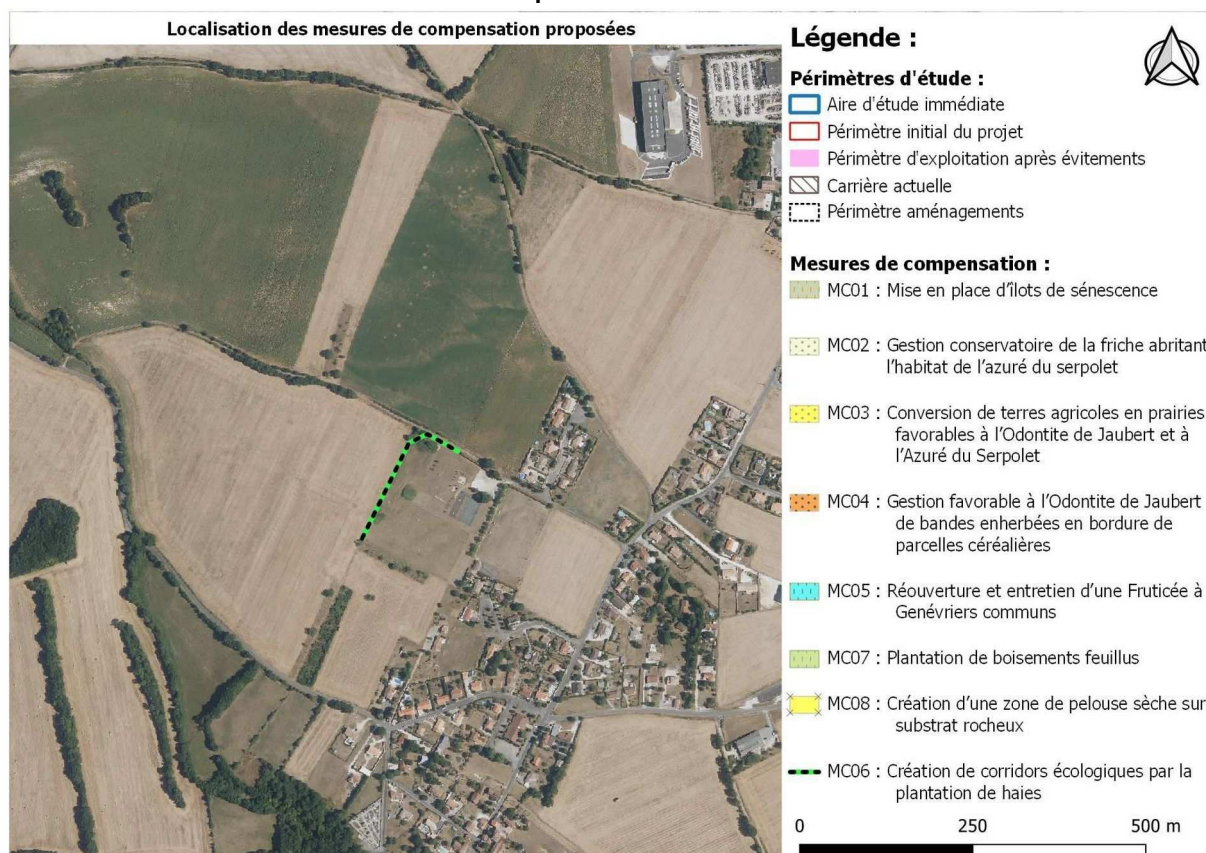 Localisation des mesures de compensation proposées
Légende :
Périmètres d'étude :
Aire d'étude immédiate
Périmètre initial du projet
Périmètre d'exploitation après évitements
Carrière actuelle
Périmètre aménagements
Mesures de compensation :
MC01 : Mise en place d'îlots de sénescence
MC02 : Gestion conservatoire de la friche abritant
l'habitat de l'azuré du serpolet
MC03 : Conversion de terres agricoles en prairies
favorables à l'Odontite de Jaubert et à
l'Azuré du Serpolet
MC04 : Gestion favorable à l'Odontite de Jaubert
de bandes enherbées en bordure de
parcelles céréalières
MC05 : Réouverture et entretien d'une Fruticée à
Genévriers communs
MC07 : Plantation de boisements feuillus
MC08 : Création d'une zone de pelouse sèche sur
substrat rocheux
MC06 : Création de corridors écologiques par la
plantation de haies
0 250 500 m